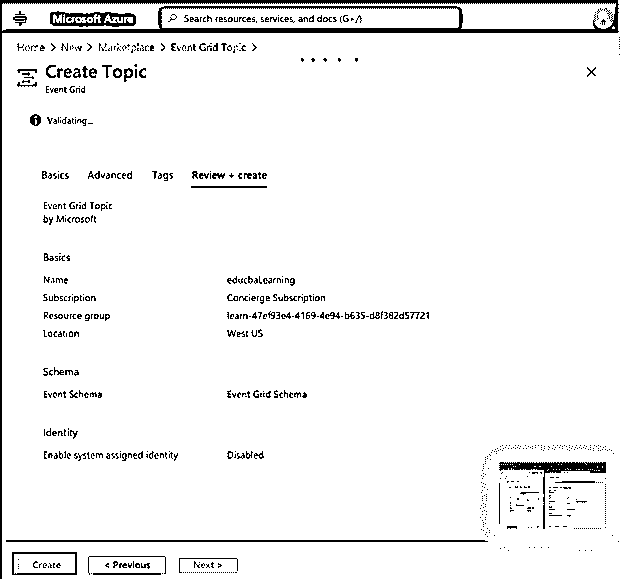 Microsoft Azure
Search resources, services, and docs (G+/)
Home > New > Marketplace > Event Grid Topic >
Create Topic
Event Grid
Validating...
Basics Advanced Tags Review + create
Event Grid Topic
by Microsoft
Basics
Name educbaLearning
Subscription Concierge Subscription
Resource group learn-47ef93e4-4169-4e94-b635-d8f382d57721
Location West US
Schema
Event Schema Event Grid Schema
Identity
Enable system assigned identity Disabled
Create < Previous Next >